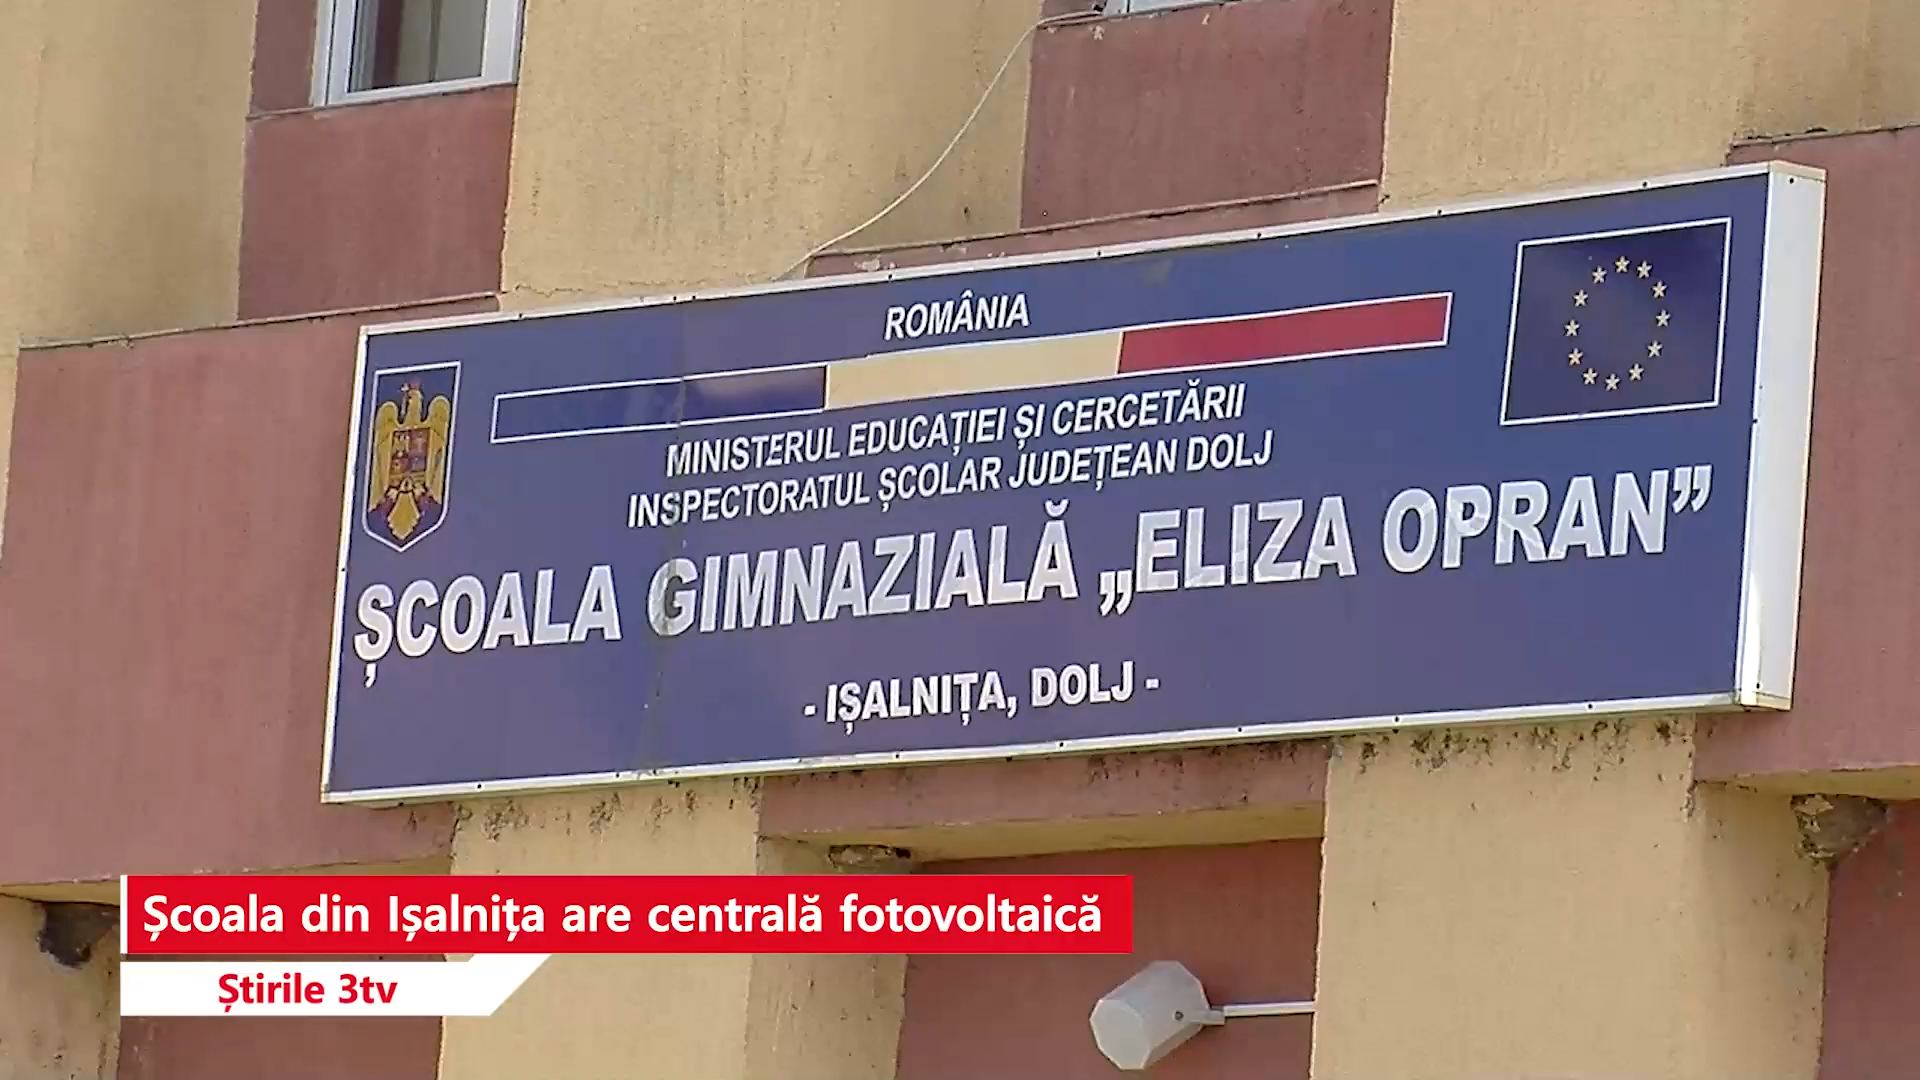 ROMÂNIA
MINISTERUL EDUCAȚIEI ȘI CERCETĂRII
INSPECTORATUL ȘCOLAR JUDEȚEAN DOLJ
ȘCOALA GIMNAZIALĂ „ELIZA OPRAN”
- IȘALNIȚA, DOLJ -
Școala din Ișalnița are centrală fotovoltaică
Știrile 3tv